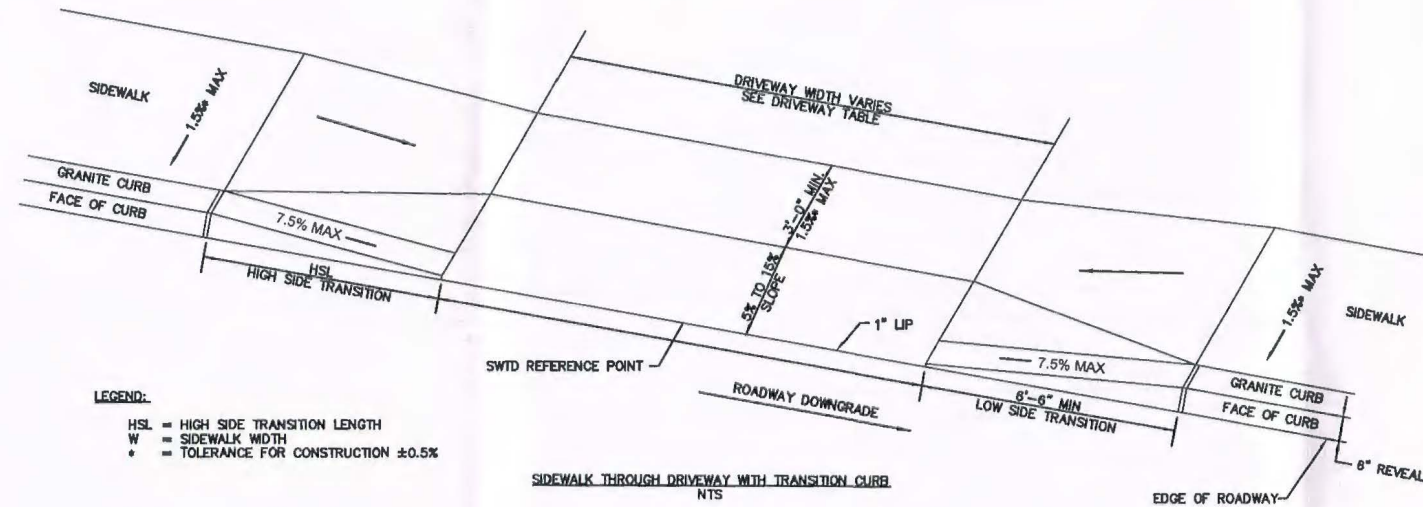 SIDEWALK
1.5%* MAX
DRIVEWAY WIDTH VARIES
SEE DRIVEWAY TABLE
GRANITE CURB
FACE OF CURB
7.5% MAX
HSL
HIGH SIDE TRANSITION
3'-0" MIN.
1.5%* MAX
5% TO 15%
SLOPE
1" LIP
SWTD REFERENCE POINT
ROADWAY DOWNGRADE
7.5% MAX
6'-6" MIN
LOW SIDE TRANSITION
1.5%* MAX
SIDEWALK
GRANITE CURB
FACE OF CURB
6" REVEAL
EDGE OF ROADWAY
LEGEND:
HSL = HIGH SIDE TRANSITION LENGTH
W = SIDEWALK WIDTH
* = TOLERANCE FOR CONSTRUCTION ±0.5%
SIDEWALK THROUGH DRIVEWAY WITH TRANSITION CURB
NTS